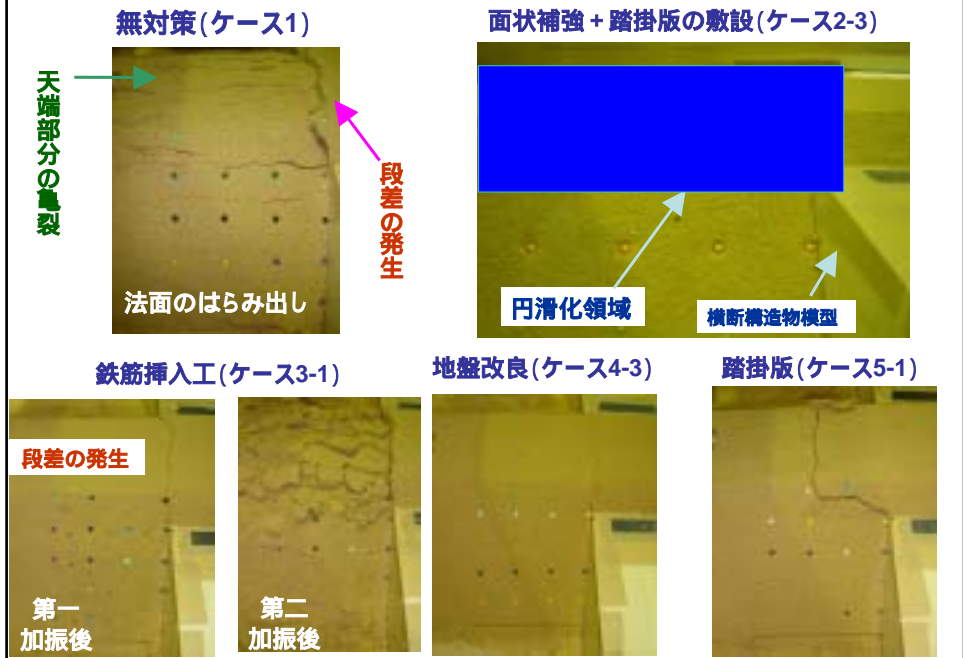 無対策(ケース1)
面状補強+踏掛版の敷設(ケース2-3)
天端部分の亀裂
段差の発生
法面のはらみ出し
円滑化領域
横断構造物模型
鉄筋挿入工(ケース3-1)
地盤改良(ケース4-3)
踏掛版(ケース5-1)
段差の発生
第一
加振後
第二
加振後